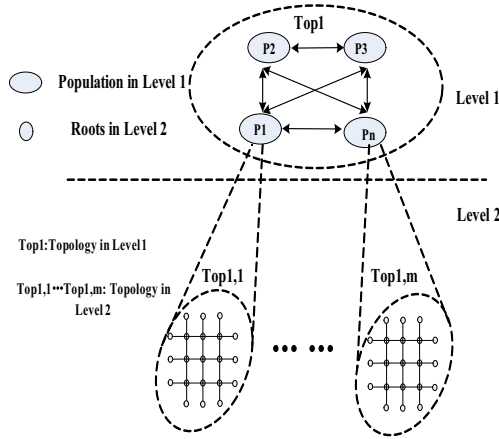 Top1
P2
P3
Population in Level 1
Level 1
Roots in Level 2
P1
Pn
Level 2
Top1:Topology in Level1
Top1,1
Top1,m
Top1,1···Top1,m: Topology in
Level 2